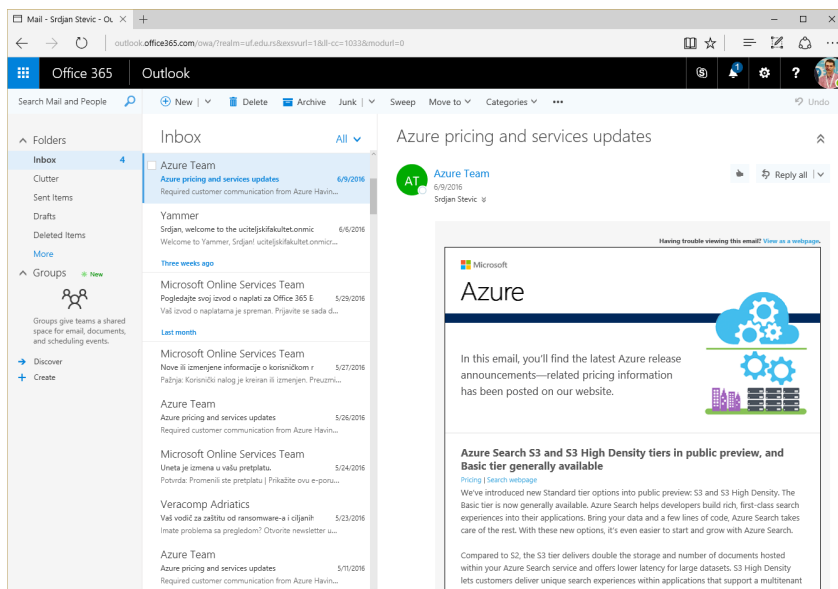 Mail - Srdjan Stevic - Ou
outlook.office365.com/owa/?realm=uf.edu.rs&exsvurl=1&ll-cc=1033&modurl=0
Office 365
Outlook
1
?
Search Mail and People
New
Delete
Archive
Junk
Sweep
Move to
Categories
Undo
Folders
Inbox 4
Clutter
Sent Items
Drafts
Deleted Items
More
Groups
New
Groups give teams a shared
space for email, documents,
and scheduling events.
Discover
Create
Inbox
All
Azure Team
Azure pricing and services updates 6/9/2016
Required customer communication from Azure Havin...
Yammer
Srdjan, welcome to the uciteljskifakultet.onmic 6/6/2016
Welcome to Yammer, Srdjan! uciteljskifakultet.onmicr...
Three weeks ago
Microsoft Online Services Team
Pogledajte svoj izvod o naplati za Office 365 E 5/29/2016
Vaš izvod o naplatama je spreman. Prijavite se sada d...
Last month
Microsoft Online Services Team
Nove ili izmenjene informacije o korisničkom r 5/27/2016
Pažnja: Korisnički nalog je kreiran ili izmenjen. Preuzmi...
Azure Team
Azure pricing and services updates 5/26/2016
Required customer communication from Azure Havin...
Microsoft Online Services Team
Uneta je izmena u vašu pretplatu. 5/24/2016
Potvrda: Promenili ste pretplatu | Prikažite ovu e-poru...
Veracomp Adriatics
Vaš vodič za zaštitu od ransomware-a i ciljanih 5/23/2016
Imate problema sa pregledom? Otvorite newsletter u...
Azure Team
Azure pricing and services updates 5/11/2016
Required customer communication from Azure Havin...
Azure pricing and services updates
AT
Azure Team
6/9/2016
Srdjan Stevic
Reply all
Having trouble viewing this email? View as a webpage.
Microsoft
Azure
In this email, you'll find the latest Azure release
announcements—related pricing information
has been posted on our website.
Azure Search S3 and S3 High Density tiers in public preview, and
Basic tier generally available
Pricing | Search webpage
We've introduced new Standard tier options into public preview: S3 and S3 High Density. The
Basic tier is now generally available. Azure Search helps developers build rich, first-class search
experiences into their applications. Bring your data and a few lines of code, Azure Search takes
care of the rest. With these new options, it's even easier to start and grow with Azure Search.
Compared to S2, the S3 tier delivers double the storage and number of documents hosted
within your Azure Search service and offers lower latency for large datasets. S3 High Density
lets customers deliver unique search experiences within applications that support a multitenant